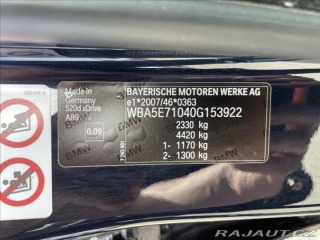 Made in
Germany
520d xDrive
A89
0.09
BAYERISCHE MOTOREN WERKE AG
e1*2007/46*0363
WBA5E71040G153922
2330 kg
4420 kg
1- 1170 kg
2- 1300 kg
RAJAUT.CZ